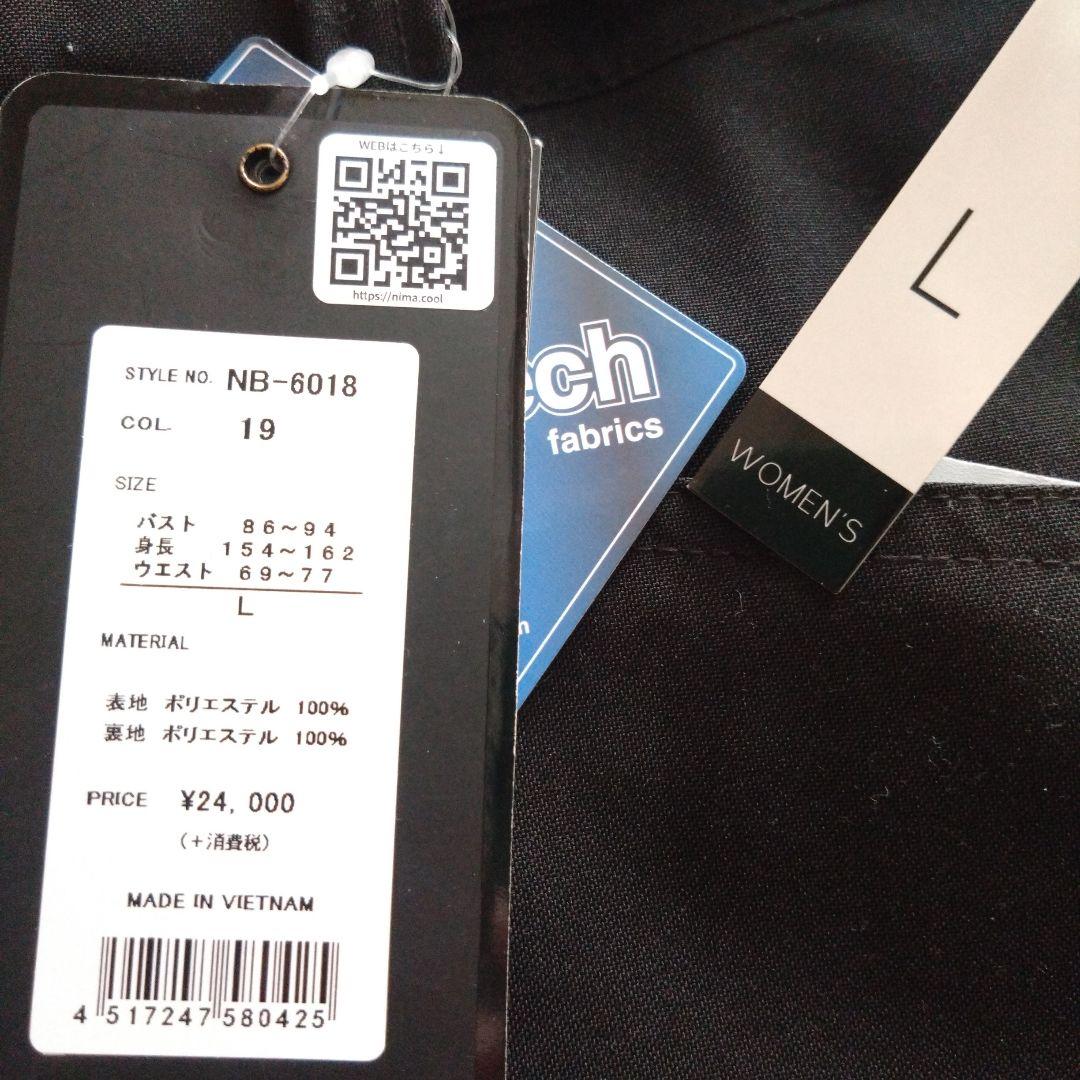 WEBはこちら↓
https://nima.cool
STYLE NO. NB-6018
COL. 19
SIZE
バスト 86～94
身長 154～162
ウエスト 69～77
L
MATERIAL
表地 ポリエステル 100%
裏地 ポリエステル 100%
PRICE ¥24,000
(+消費税)
MADE IN VIETNAM
4 517247 580425
ech
fabrics
L
WOMEN'S